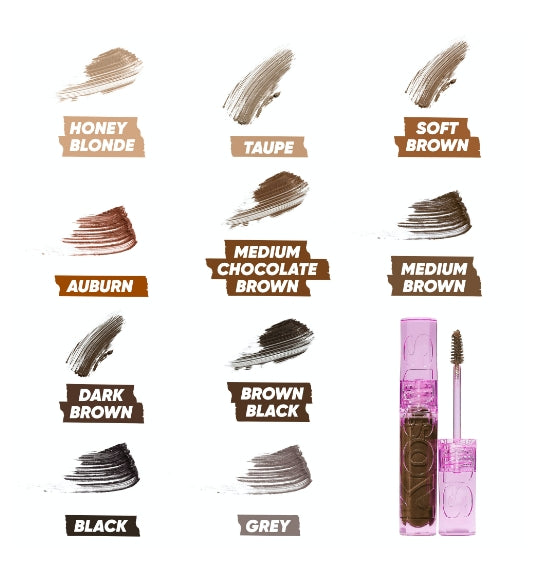 HONEY
BLONDE
TAUPE
SOFT
BROWN
AUBURN
MEDIUM
CHOCOLATE
BROWN
MEDIUM
BROWN
DARK
BROWN
BROWN
BLACK
BLACK
GREY